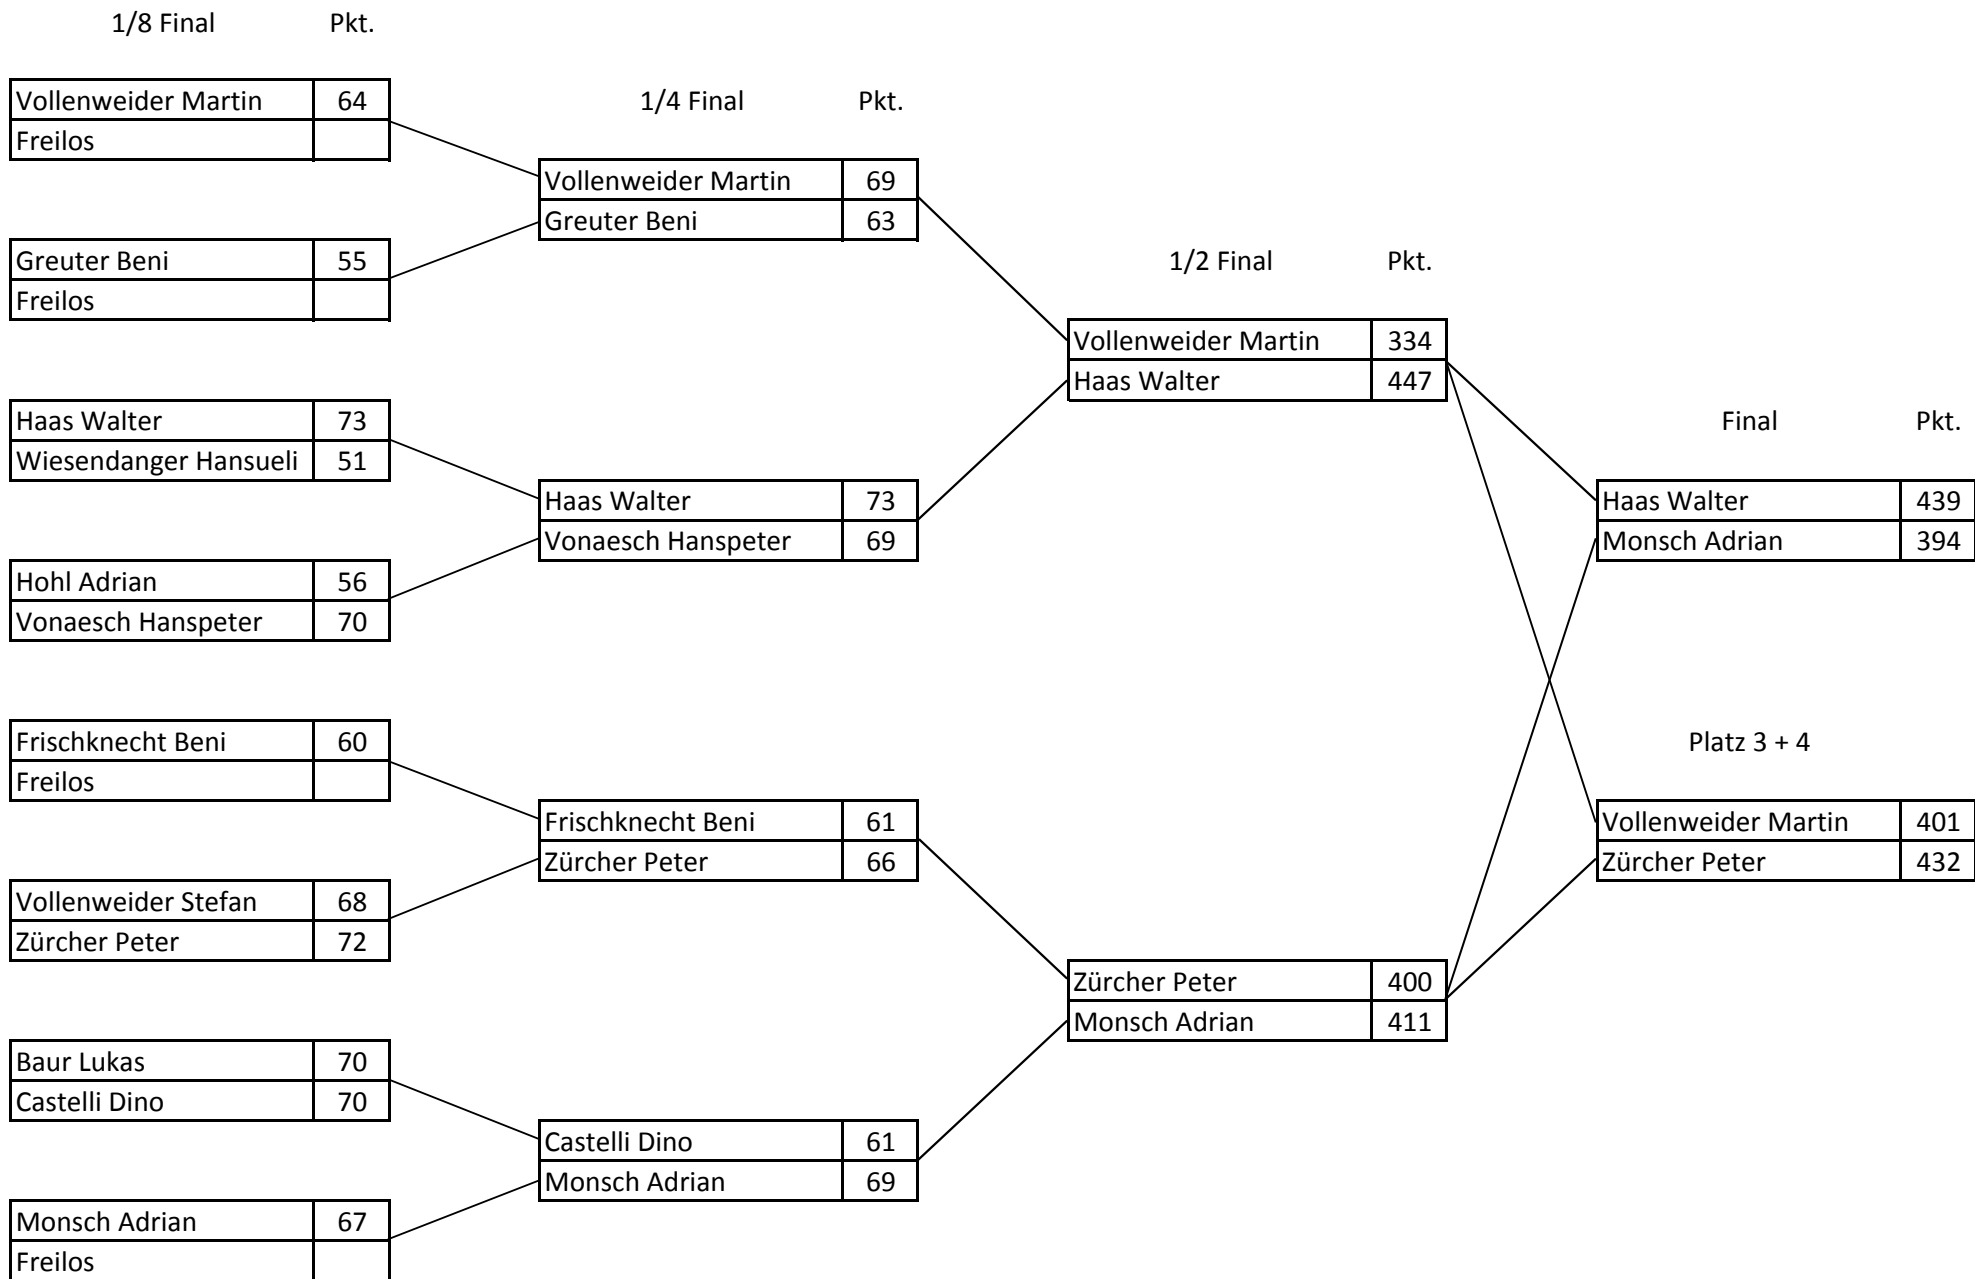 1/8 Final Pkt.
Vollenweider Martin 64
Freilos
Greuter Beni 55
Freilos
Haas Walter 73
Wiesendanger Hansueli 51
Hohl Adrian 56
Vonaesch Hanspeter 70
Frischknecht Beni 60
Freilos
Vollenweider Stefan 68
Zürcher Peter 72
Baur Lukas 70
Castelli Dino 70
Monsch Adrian 67
Freilos
1/4 Final Pkt.
Vollenweider Martin 69
Greuter Beni 63
Haas Walter 73
Vonaesch Hanspeter 69
Frischknecht Beni 61
Zürcher Peter 66
Castelli Dino 61
Monsch Adrian 69
1/2 Final Pkt.
Vollenweider Martin 334
Haas Walter 447
Zürcher Peter 400
Monsch Adrian 411
Final Pkt.
Haas Walter 439
Monsch Adrian 394
Platz 3 + 4
Vollenweider Martin 401
Zürcher Peter 432